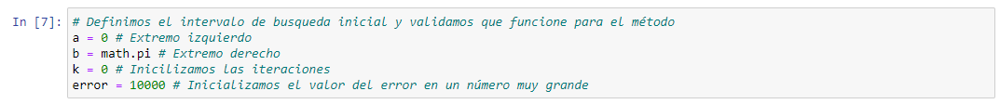 In [7]: # Definimos el intervalo de busqueda inicial y validamos que funcione para el método
a = 0 # Extremo izquierdo
b = math.pi # Extremo derecho
k = 0 # Inicilizamos las iteraciones
error = 10000 # Inicializamos el valor del error en un número muy grande